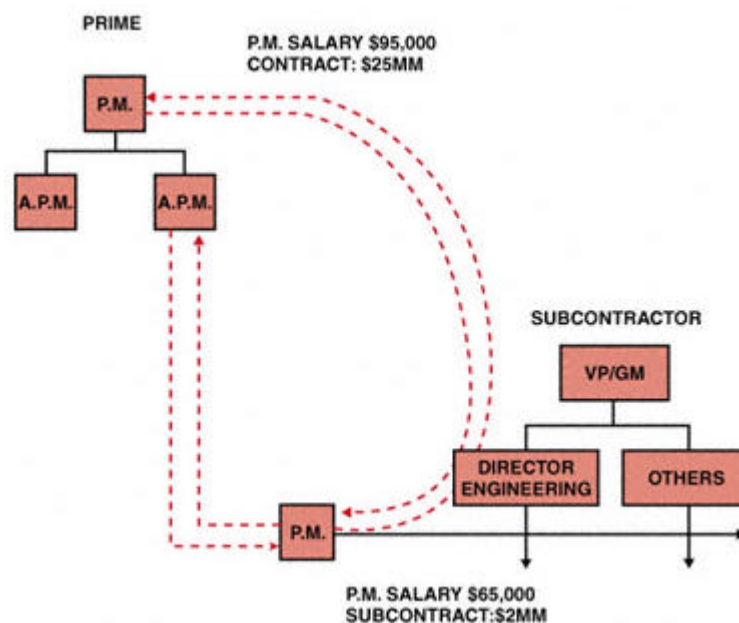 PRIME
P.M. SALARY $95,000
CONTRACT: $25MM
P.M.
A.P.M.
A.P.M.
SUBCONTRACTOR
VP/GM
DIRECTOR
ENGINEERING
OTHERS
P.M.
P.M. SALARY $65,000
SUBCONTRACT:$2MM